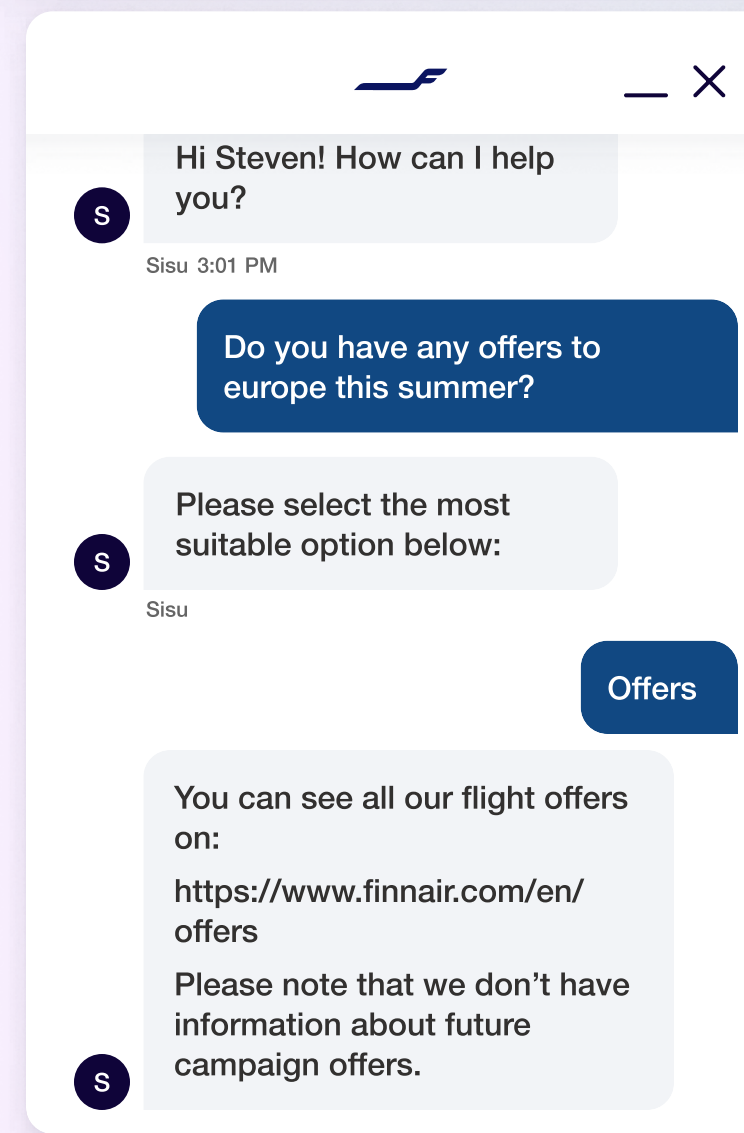 Hi Steven! How can I help
you?
S
Sisu 3:01 PM
Do you have any offers to
europe this summer?
Please select the most
suitable option below:
S
Sisu
Offers
You can see all our flight offers
on:
https://www.finnair.com/en/
offers
Please note that we don’t have
information about future
campaign offers.
S